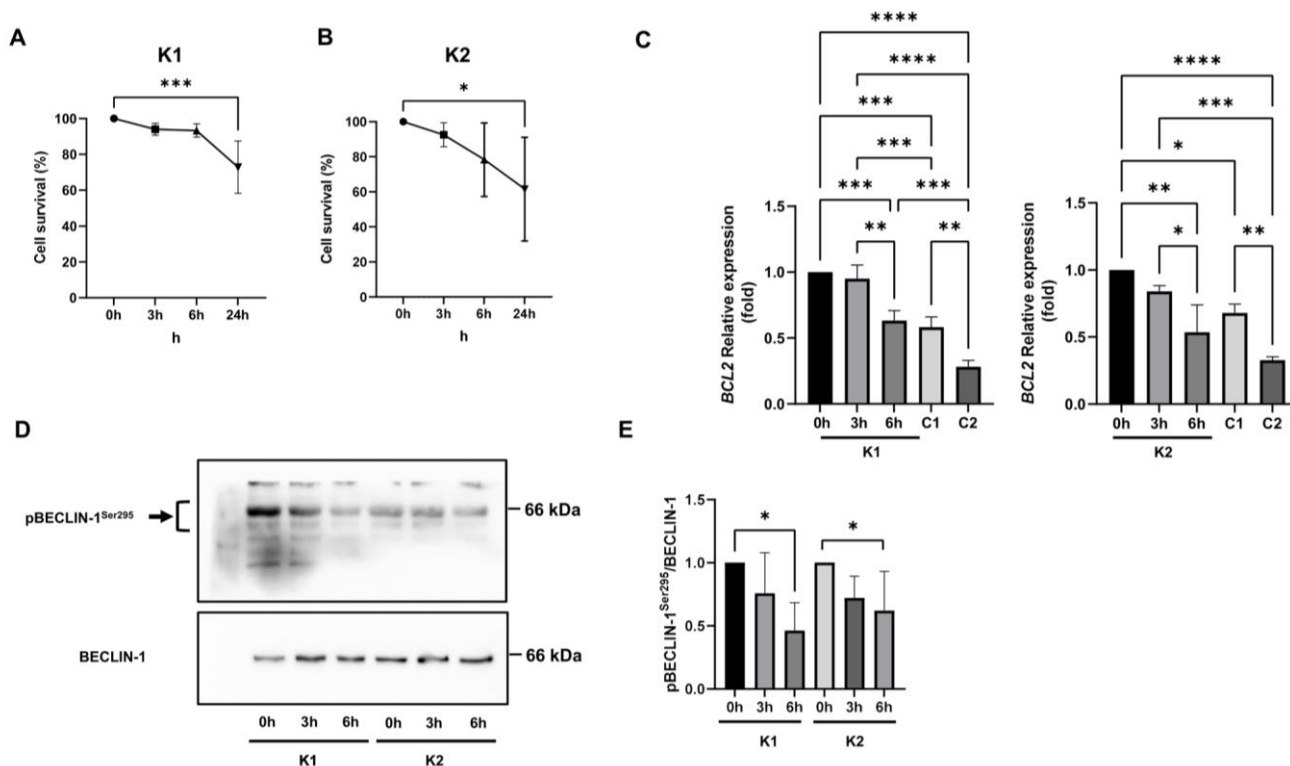 A
K1
***
Cell survival (%)
100
80
60
40
20
0
0h 3h 6h 24h
h
B
K2
*
Cell survival (%)
100
80
60
40
20
0
0h 3h 6h 24h
h
C
****
****
***
***
*** ***
** **
BCL2 Relative expression
(fold)
1.5
1.0
0.5
0.0
0h 3h 6h C1 C2
K1
****
***
*
**
* **
BCL2 Relative expression
(fold)
1.5
1.0
0.5
0.0
0h 3h 6h C1 C2
K2
D
pBECLIN-1Ser295
66 kDa
BECLIN-1
66 kDa
0h 3h 6h 0h 3h 6h
K1 K2
E
* *
pBECLIN-1Ser295/BECLIN-1
1.5
1.0
0.5
0.0
0h 3h 6h 0h 3h 6h
K1 K2